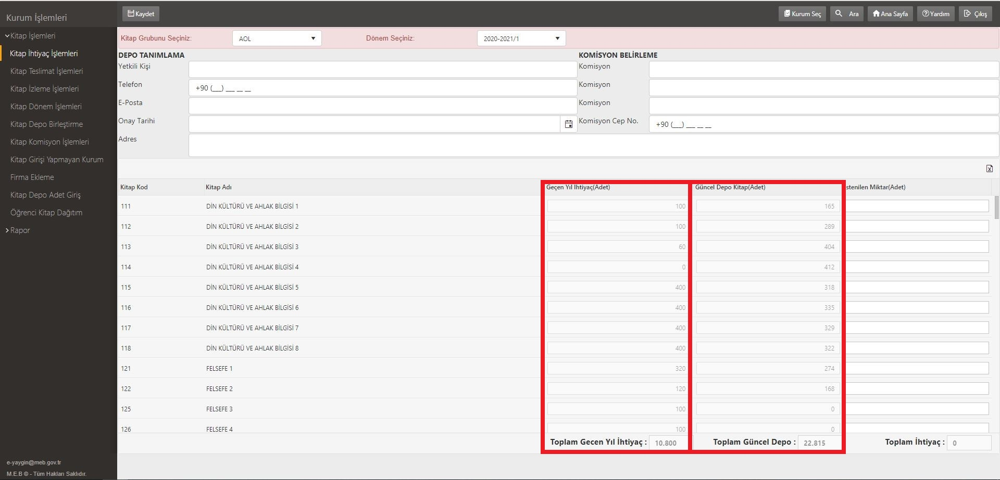 Kurum İşlemleri
Kaydet
Kurum Seç
Ara
Ana Sayfa
Yardım
Çıkış
Kitap İşlemleri
Kitap İhtiyaç İşlemleri
Kitap Teslimat İşlemleri
Kitap İzleme İşlemleri
Kitap Dönem İşlemleri
Kitap Depo Birleştirme
Kitap Komisyon İşlemleri
Kitap Girişi Yapmayan Kurum
Firma Ekleme
Kitap Depo Adet Giriş
Öğrenci Kitap Dağıtım
Rapor
e-yaygin@meb.gov.tr
M.E.B © - Tüm Hakları Saklıdır.
Kitap Grubunu Seçiniz: AOL Dönem Seçiniz: 2020-2021/1
DEPO TANIMLAMA
Yetkili Kişi
Telefon +90 (___) ___ __ __
E-Posta
Onay Tarihi
Adres
KOMİSYON BELİRLEME
Komisyon
Komisyon
Komisyon
Komisyon Cep No. +90 (___) ___ __ __
Kitap Kod Kitap Adı Geçen Yıl İhtiyaç(Adet) Güncel Depo Kitap(Adet) stenilen Miktar(Adet)
111 DİN KÜLTÜRÜ VE AHLAK BİLGİSİ 1 100 165
112 DİN KÜLTÜRÜ VE AHLAK BİLGİSİ 2 100 289
113 DİN KÜLTÜRÜ VE AHLAK BİLGİSİ 3 60 404
114 DİN KÜLTÜRÜ VE AHLAK BİLGİSİ 4 0 412
115 DİN KÜLTÜRÜ VE AHLAK BİLGİSİ 5 400 318
116 DİN KÜLTÜRÜ VE AHLAK BİLGİSİ 6 400 335
117 DİN KÜLTÜRÜ VE AHLAK BİLGİSİ 7 400 329
118 DİN KÜLTÜRÜ VE AHLAK BİLGİSİ 8 400 322
121 FELSEFE 1 320 274
122 FELSEFE 2 120 168
125 FELSEFE 3 100 0
126 FELSEFE 4 100 0
Toplam Gecen Yıl İhtiyaç : 10.800 Toplam Güncel Depo : 22.815 Toplam İhtiyaç : 0